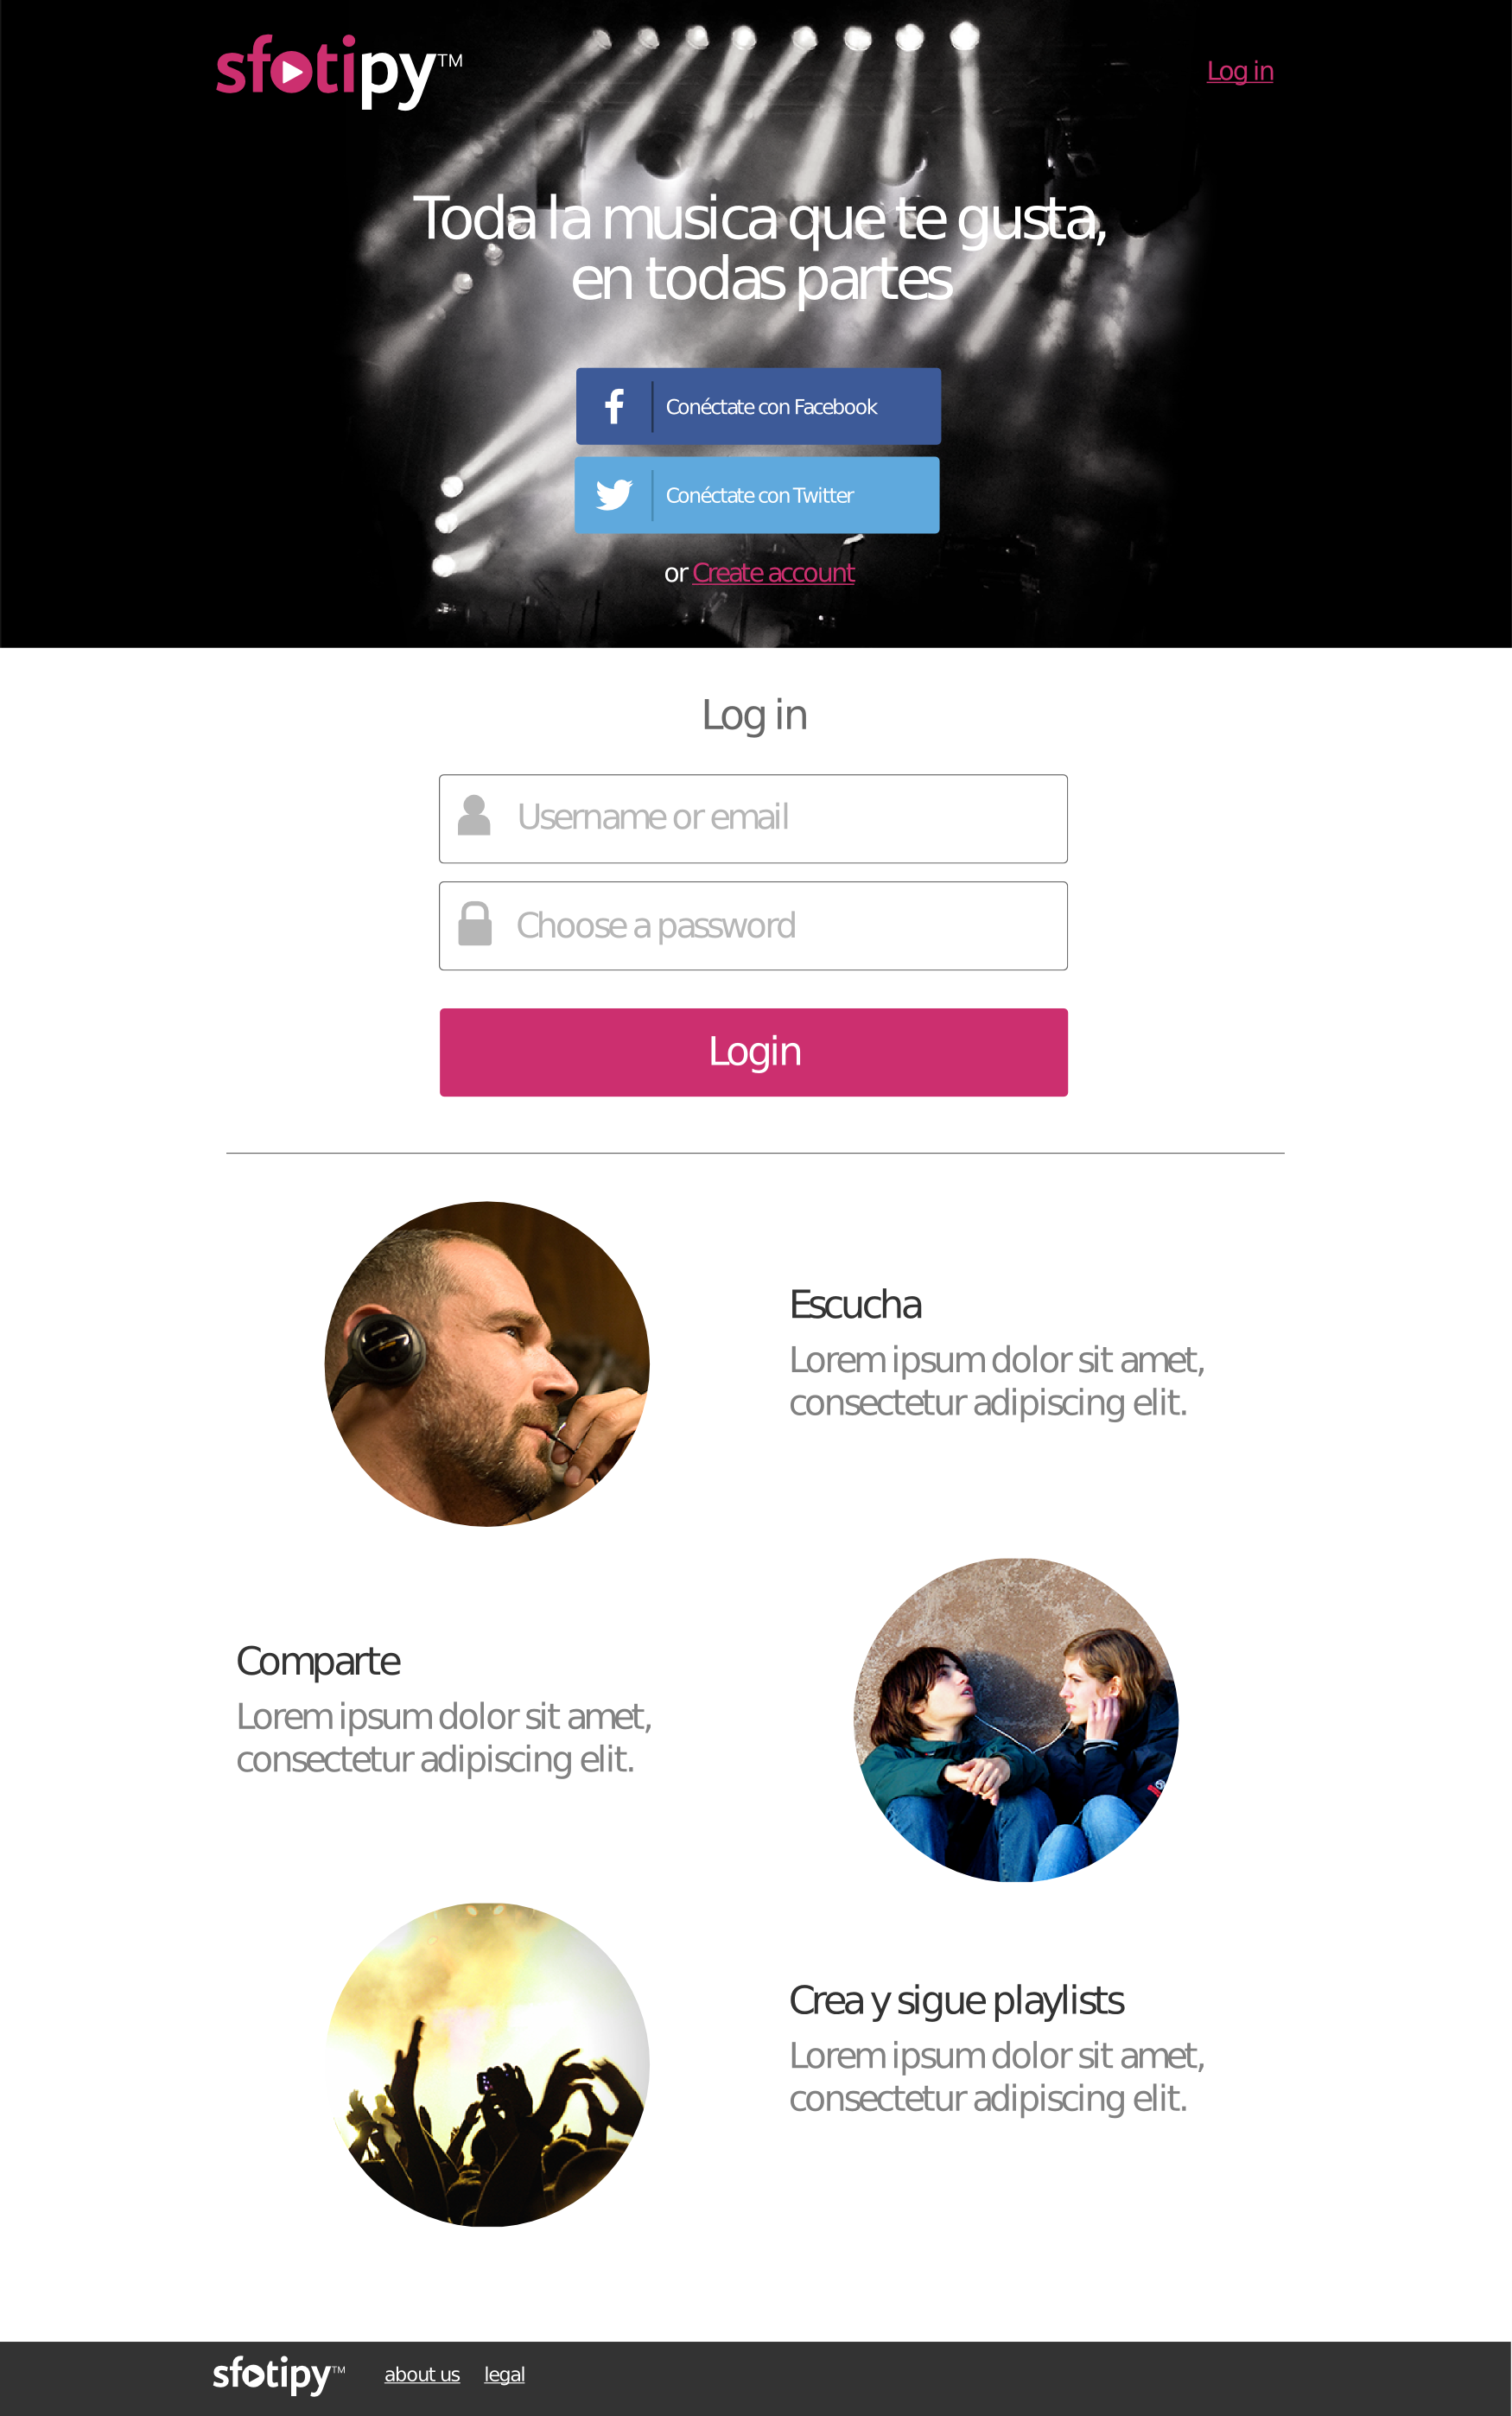 sfotipy™
Log in
Toda la musica que te gusta,
en todas partes
Conéctate con Facebook
Conéctate con Twitter
or Create account
Log in
Username or email
Choose a password
Login
Escucha
Lorem ipsum dolor sit amet,
consectetur adipiscing elit.
Comparte
Lorem ipsum dolor sit amet,
consectetur adipiscing elit.
Crea y sigue playlists
Lorem ipsum dolor sit amet,
consectetur adipiscing elit.
sfotipy™ about us legal